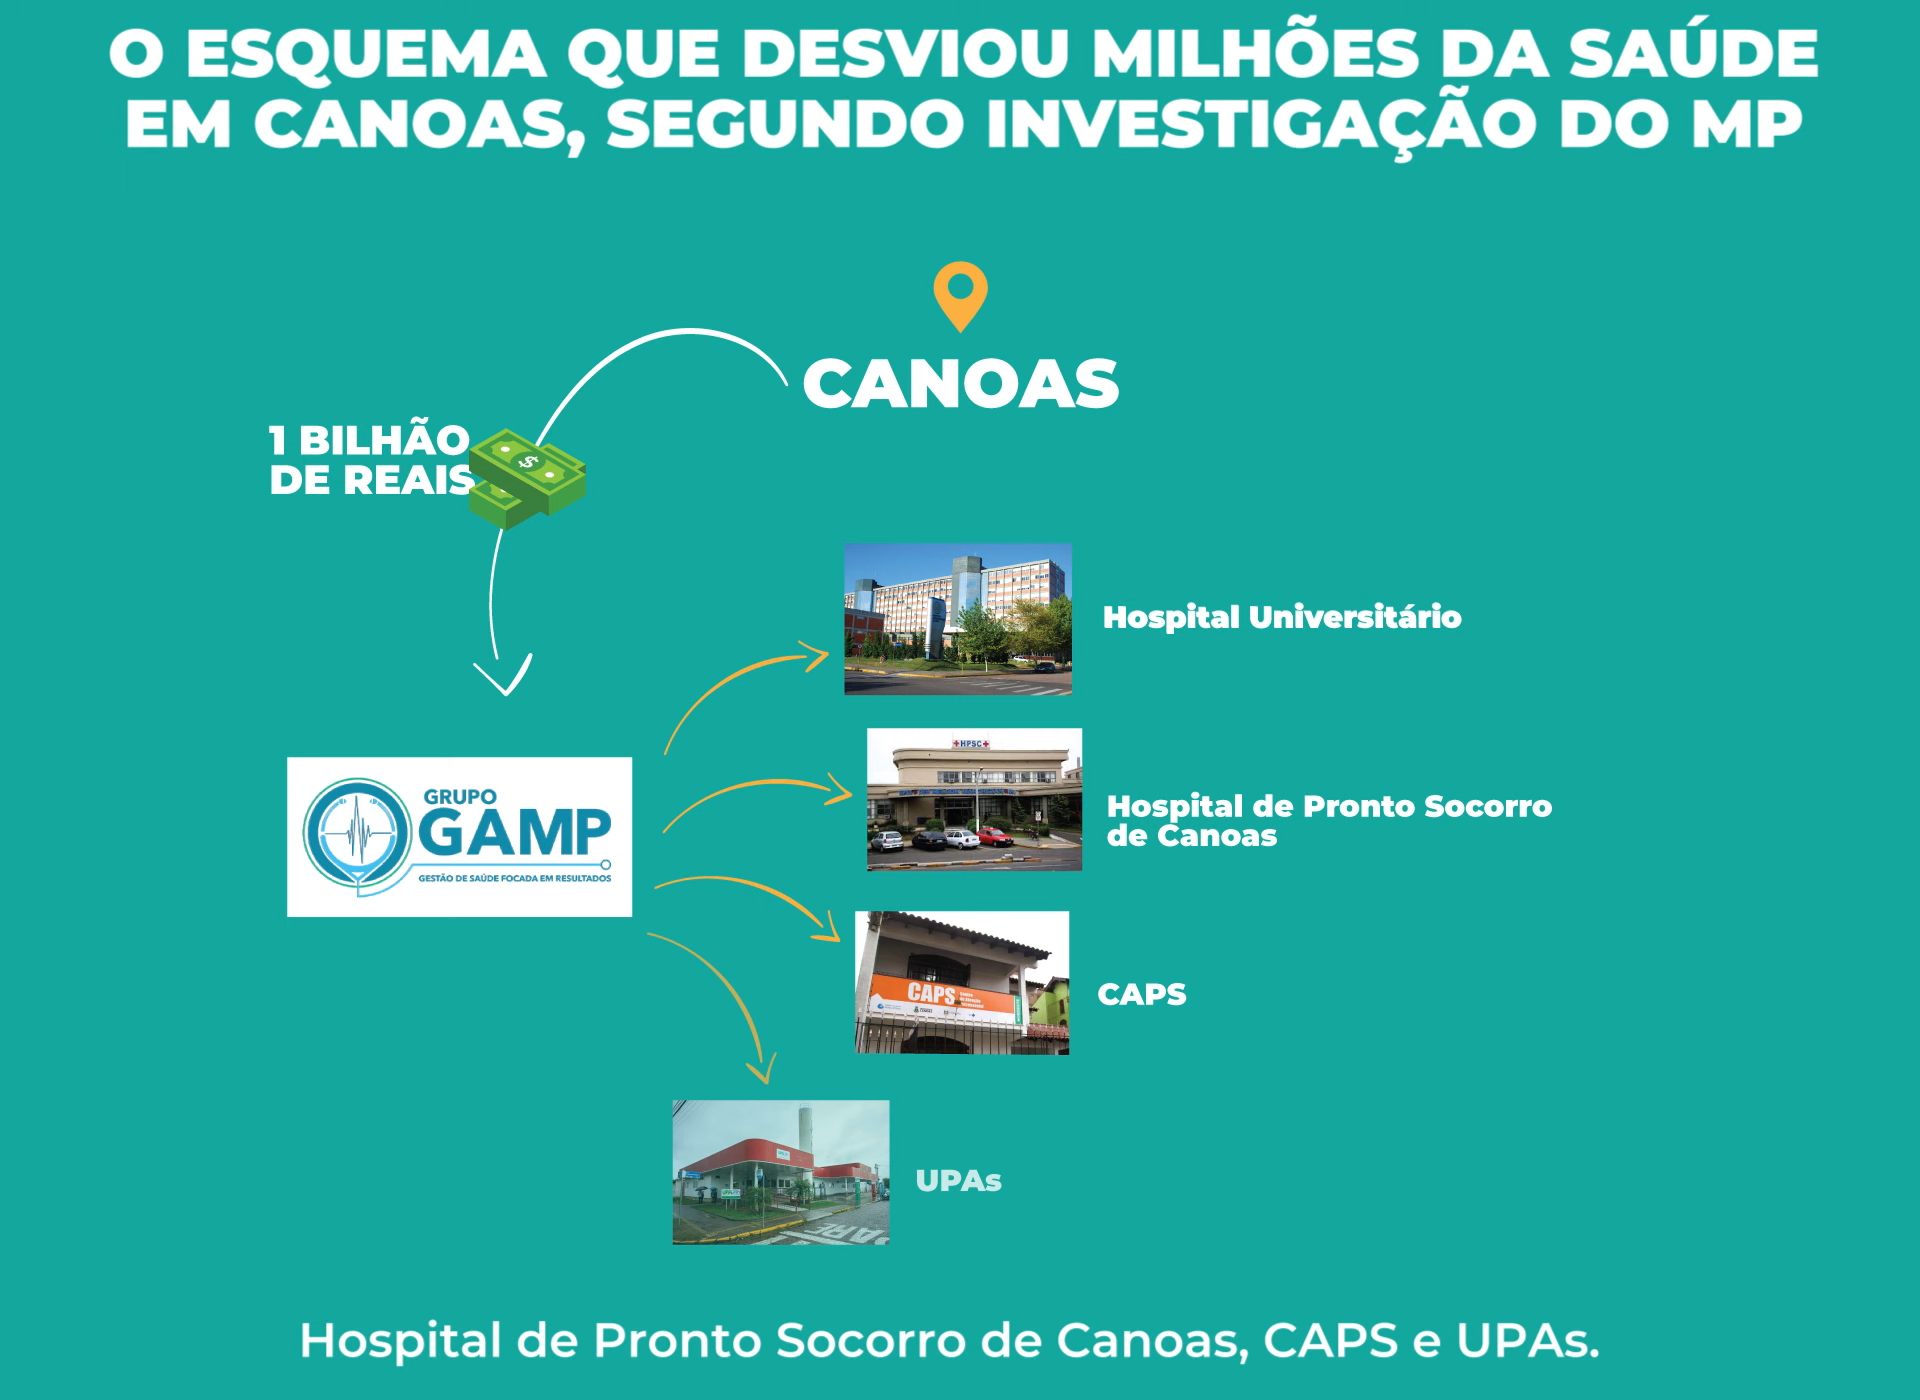 O ESQUEMA QUE DESVIOU MILHÕES DA SAÚDE
EM CANOAS, SEGUNDO INVESTIGAÇÃO DO MP
CANOAS
1 BILHÃO
DE REAIS
Hospital Universitário
HPSC
Hospital de Pronto Socorro
de Canoas
GRUPO
GAMP
GESTÃO DE SAÚDE FOCADA EM RESULTADOS
CAPS
CAPS
UPAs
Hospital de Pronto Socorro de Canoas, CAPS e UPAs.